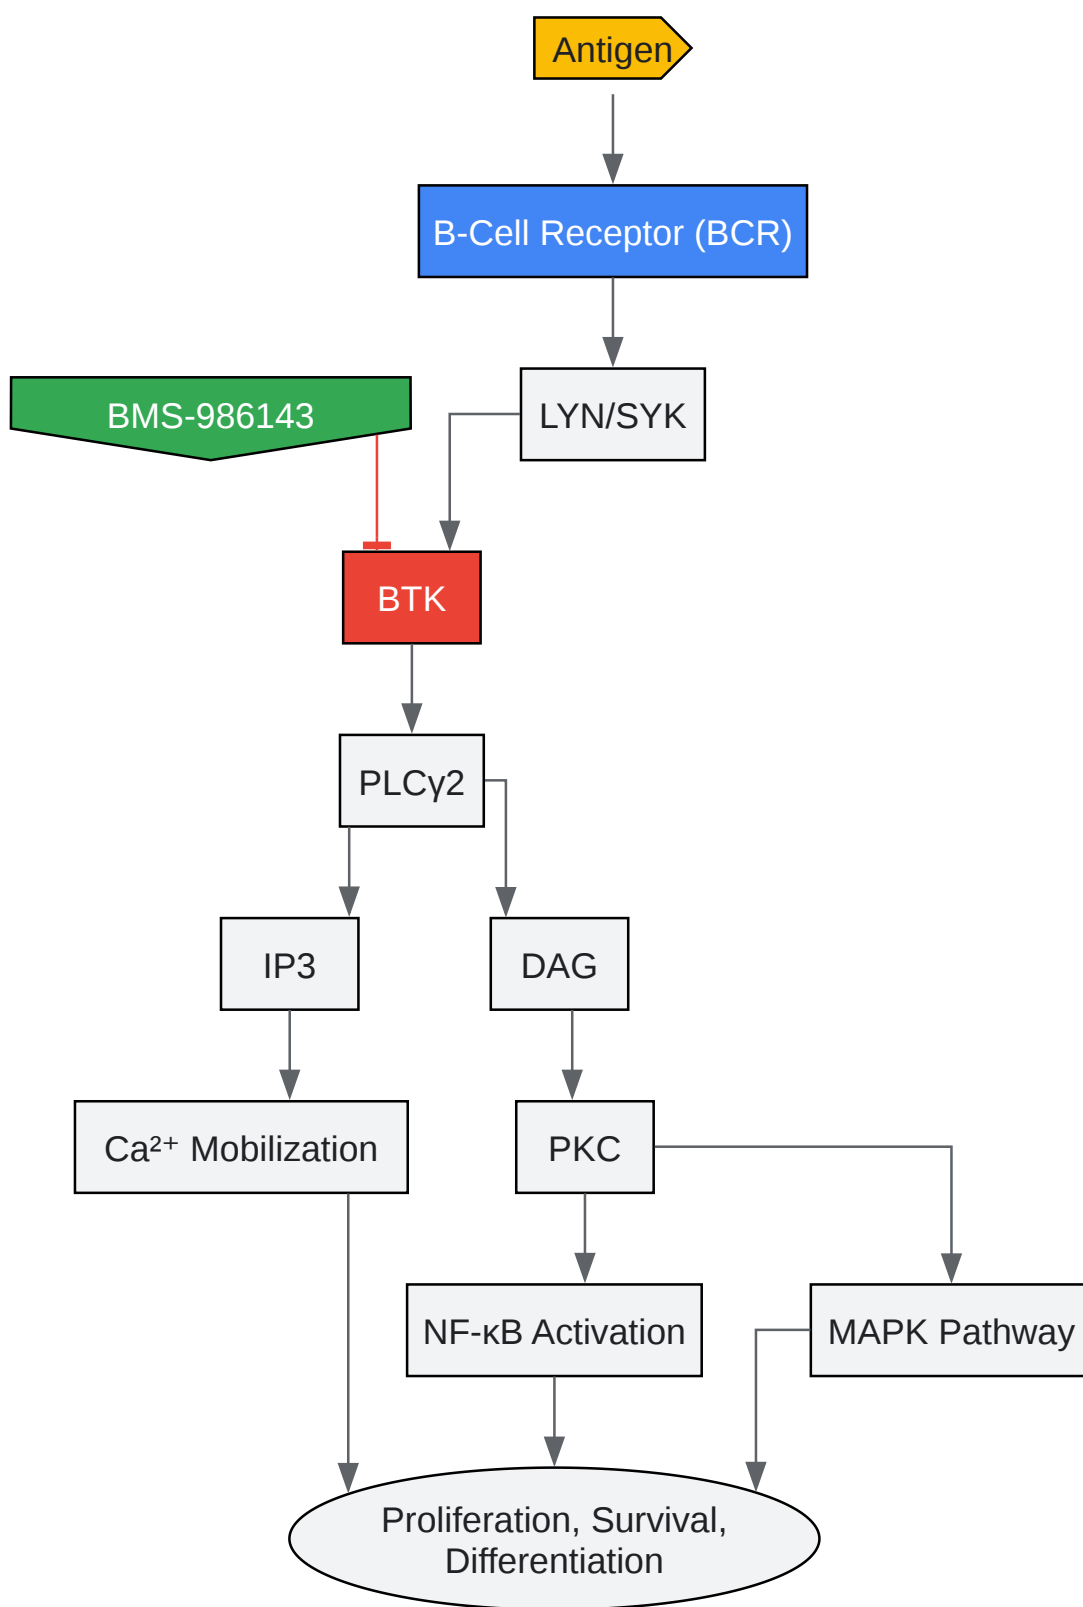 Antigen
B-Cell Receptor (BCR)
BMS-986143
LYN/SYK
BTK
PLCγ2
IP3
DAG
Ca²⁺ Mobilization
PKC
NF-κB Activation
MAPK Pathway
Proliferation, Survival,
Differentiation